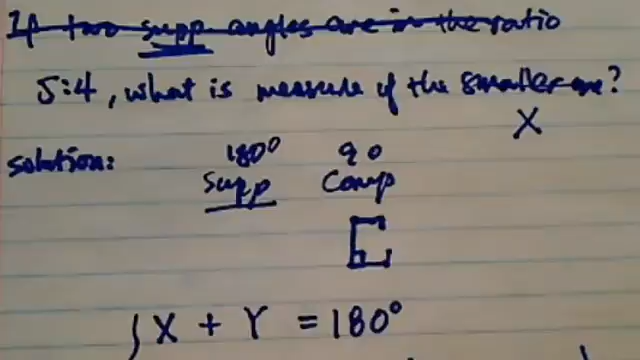 If two supp angles are in the ratio
5:4, what is measure of the smaller one?
X
solution:
180° 90
Supp Comp
X + Y = 180°